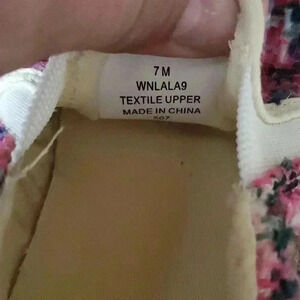 7 M
WNLALA9
TEXTILE UPPER
MADE IN CHINA